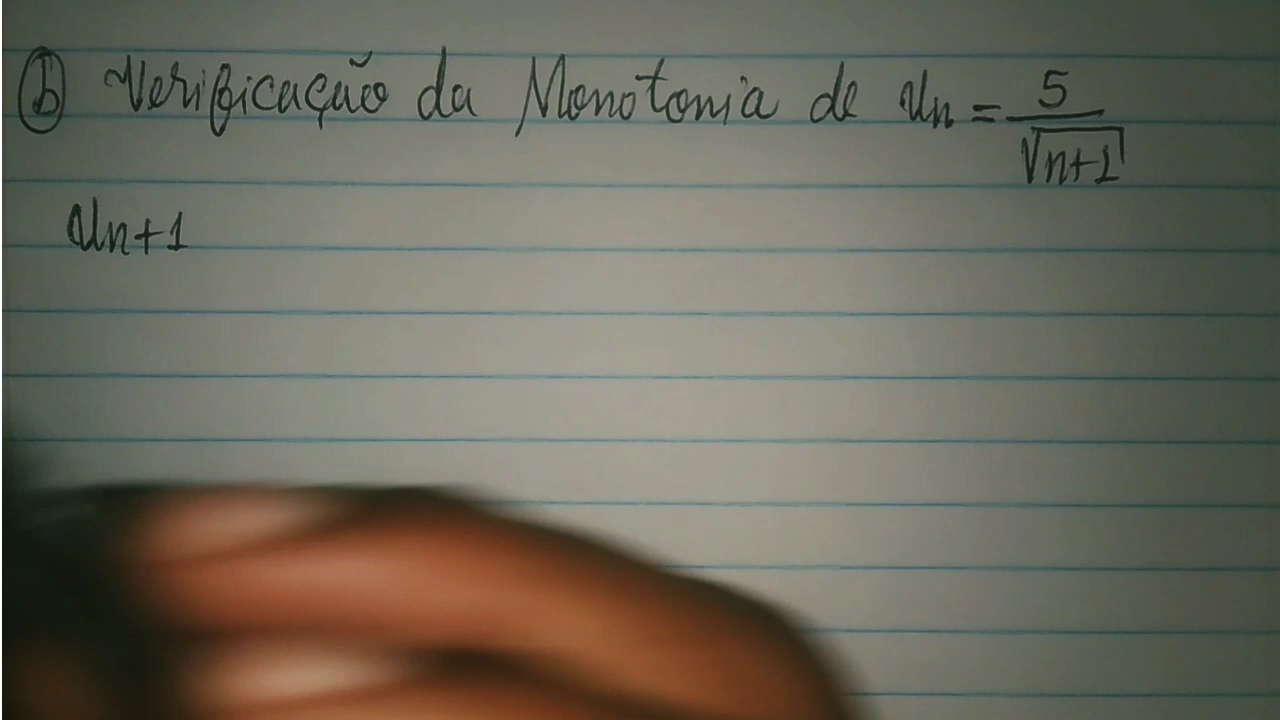 b Verificação da Monotonia de Un = 5/√n+1
Un+1